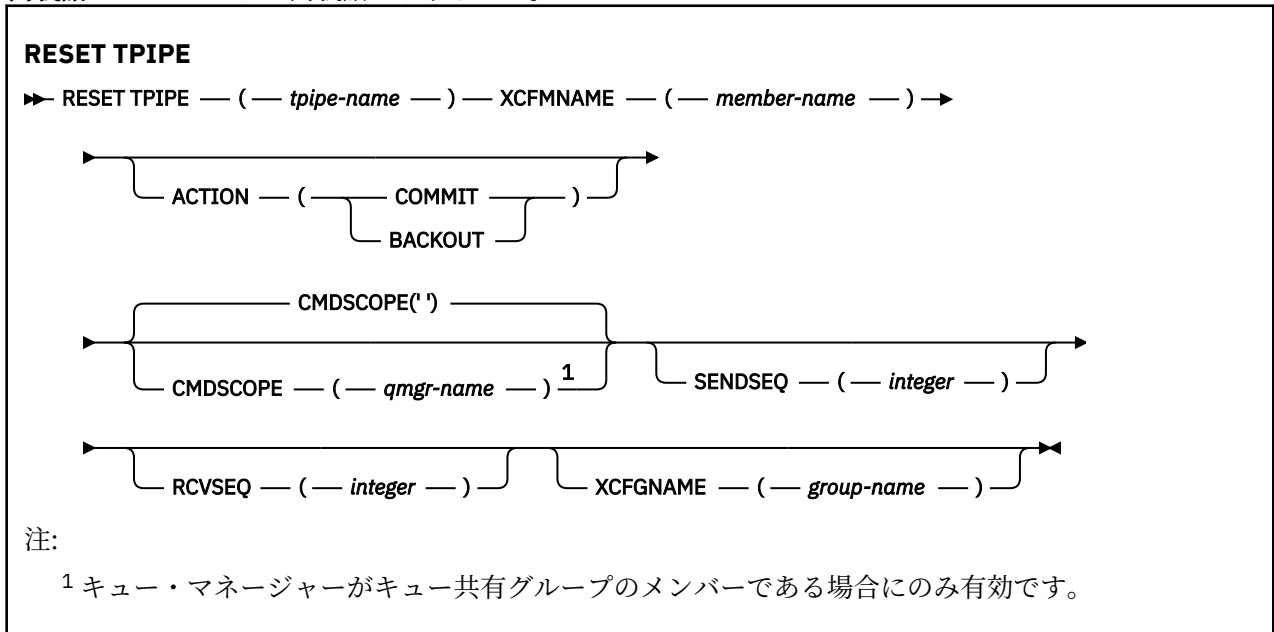 RESET TPIPE
RESET TPIPE ( tpipe-name ) XCFMNAME ( member-name )
ACTION ( COMMIT )
BACKOUT
CMDSCOPE(' ')
CMDSCOPE ( qmgr-name ) 1 SENDSEQ ( integer )
RCVSEQ ( integer ) XCFGNAME ( group-name )
注:
1 キュー・マネージャーがキュー共有グループのメンバーである場合にのみ有効です。